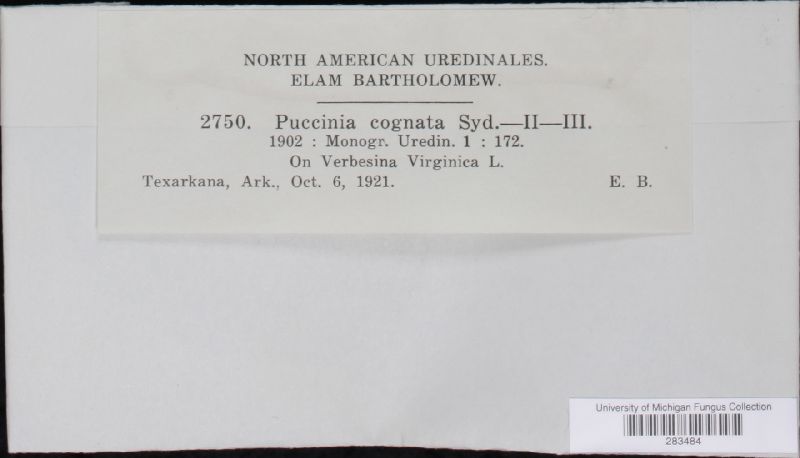 NORTH AMERICAN UREDINALES.
ELAM BARTHOLOMEW.
2750. Puccinia cognata Syd.—II—III.
1902 : Monogr. Uredin. 1 : 172.
On Verbesina Virginica L.
Texarkana, Ark., Oct. 6, 1921. E. B.
University of Michigan Fungus Collection
283484